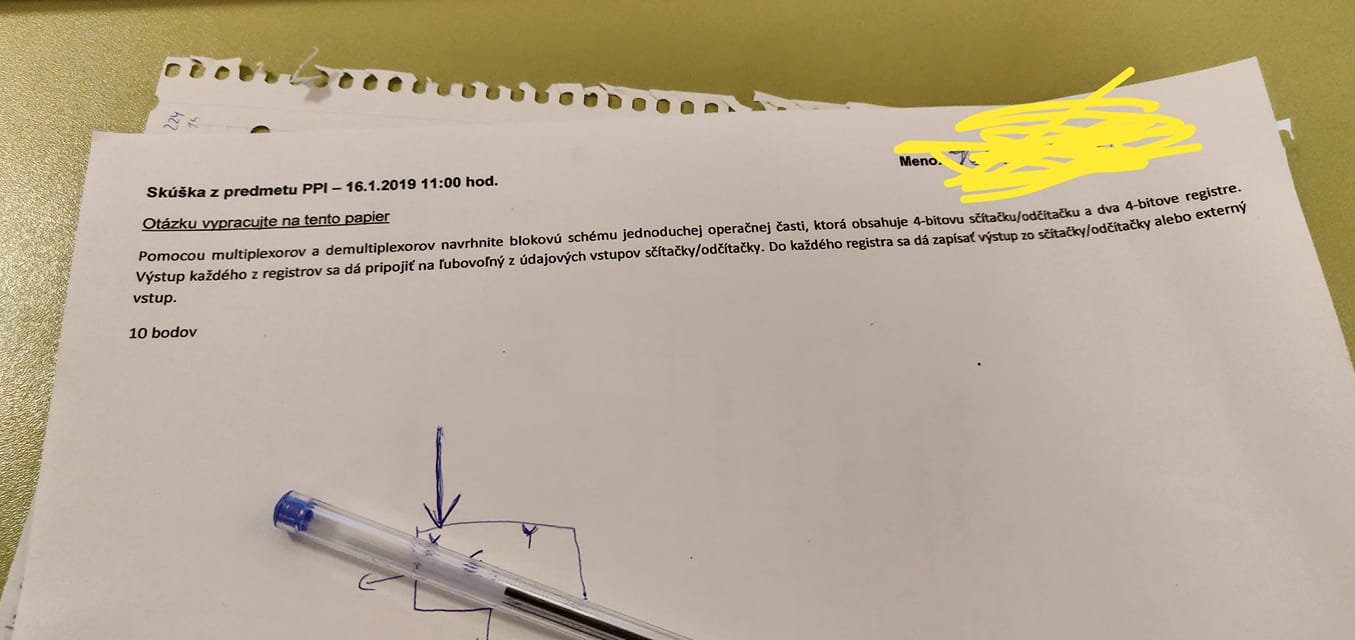 224
14
Meno:
Skúška z predmetu PPI – 16.1.2019 11:00 hod.
Otázku vypracujte na tento papier
Pomocou multiplexorov a demultiplexorov navrhnite blokovú schému jednoduchej operačnej časti, ktorá obsahuje 4-bitovu sčítačku/odčítačku a dva 4-bitove registre.
Výstup každého z registrov sa dá pripojiť na ľubovoľný z údajových vstupov sčítačky/odčítačky. Do každého registra sa dá zapísať výstup zo sčítačky/odčítačky alebo externý
vstup.
10 bodov